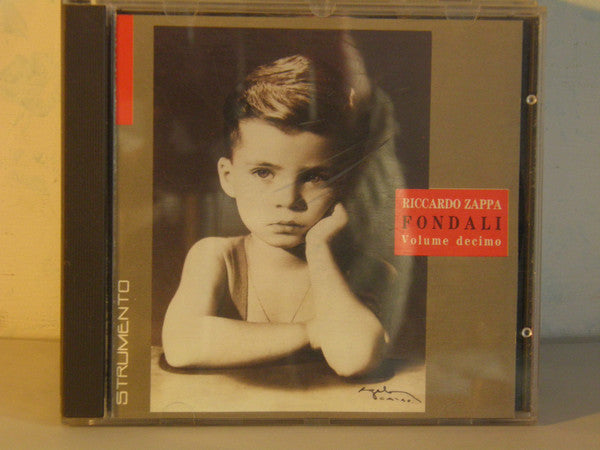 RICCARDO ZAPPA
FONDALI
Volume decimo
STRUMENTO